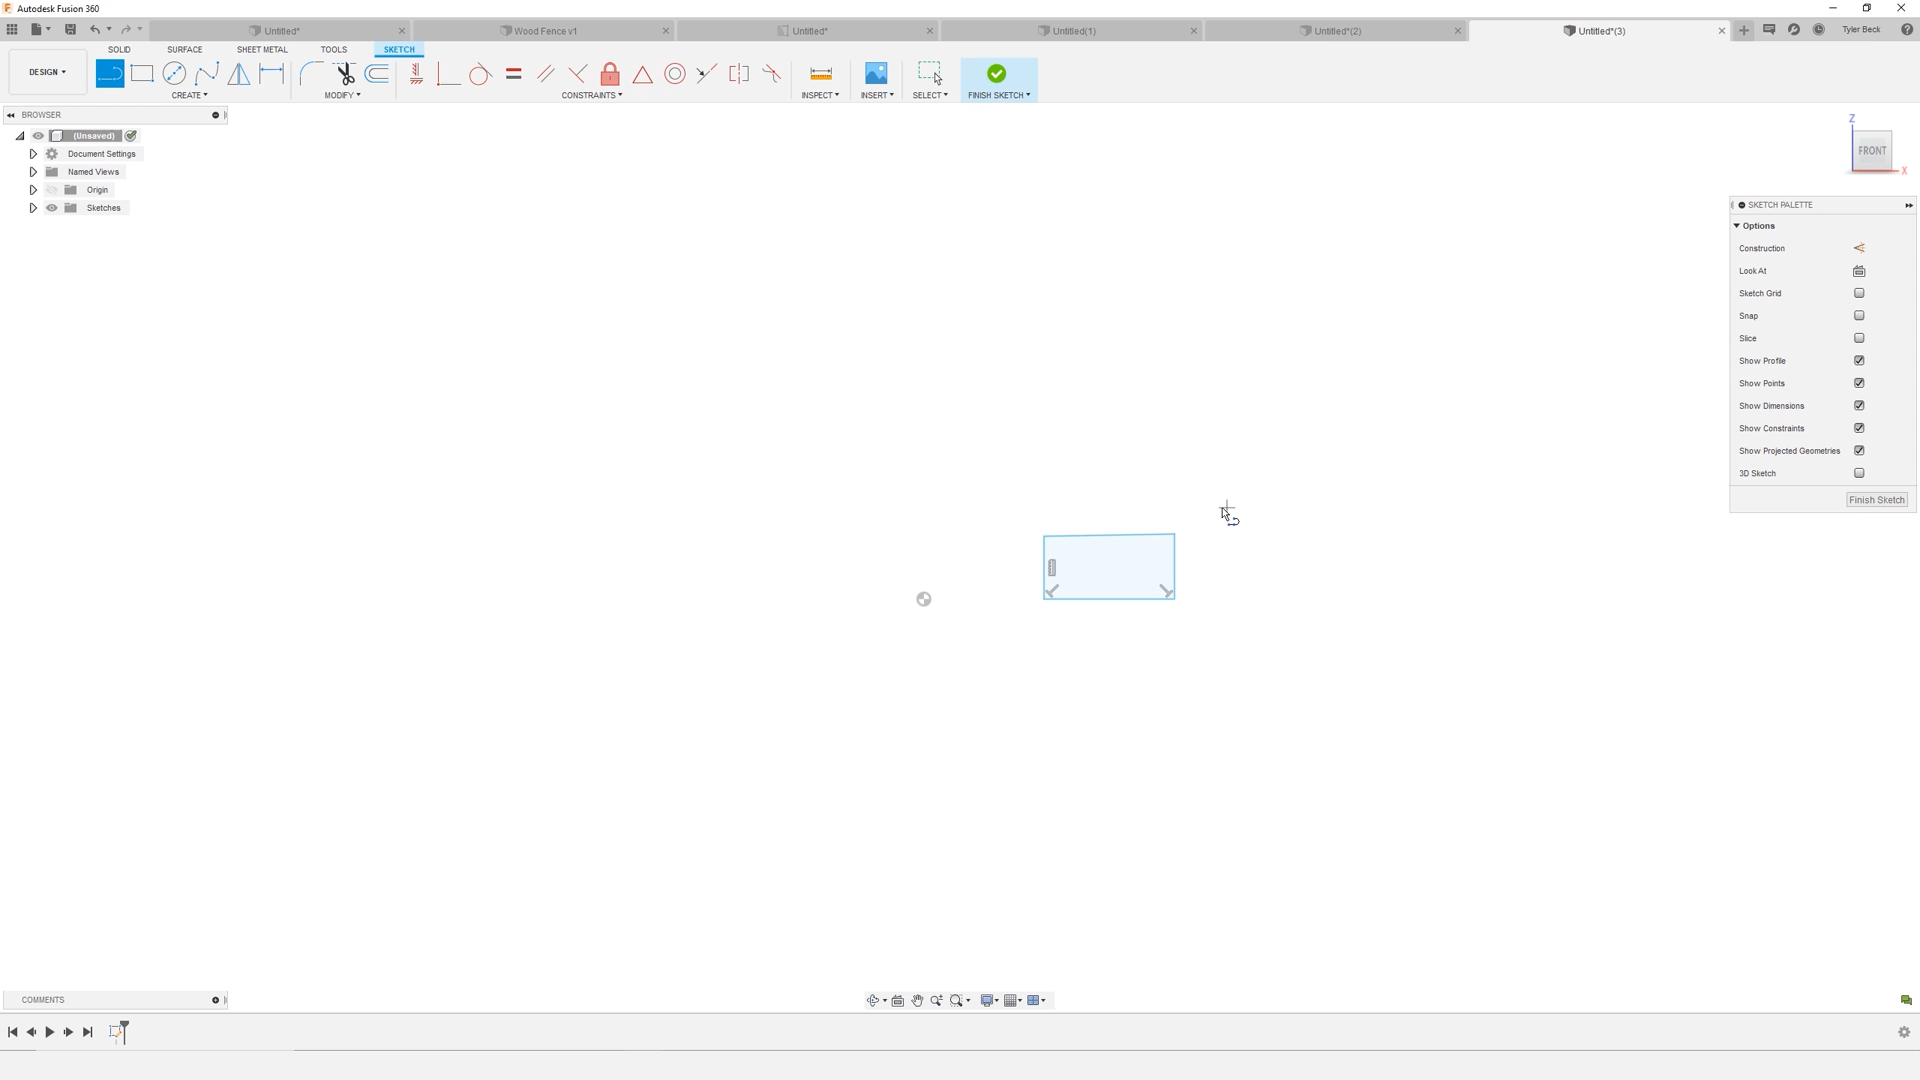 Autodesk Fusion 360
Untitled*
Wood Fence v1
Untitled*
Untitled(1)
Untitled*(2)
Untitled*(3)
Tyler Beck
SOLID
SURFACE
SHEET METAL
TOOLS
SKETCH
DESIGN
CREATE
MODIFY
CONSTRAINTS
INSPECT
INSERT
SELECT
FINISH SKETCH
BROWSER
(Unsaved)
Document Settings
Named Views
Origin
Sketches
Z
FRONT
X
SKETCH PALETTE
Options
Construction
Look At
Sketch Grid
Snap
Slice
Show Profile
Show Points
Show Dimensions
Show Constraints
Show Projected Geometries
3D Sketch
Finish Sketch
COMMENTS